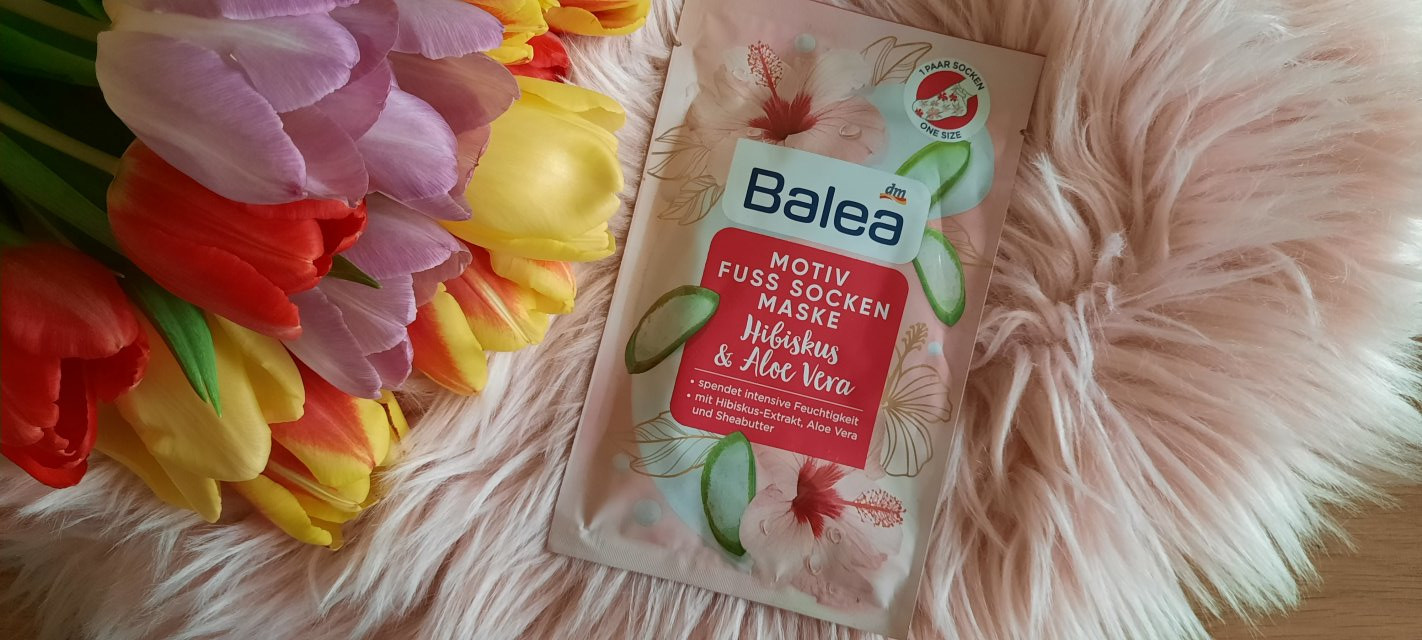 1 PAAR SOCKEN
ONE SIZE
Balea
dm
MOTIV
FUSS SOCKEN
MASKE
Hibiskus
& Aloe Vera
• spendet intensive Feuchtigkeit
• mit Hibiskus-Extrakt, Aloe Vera
und Sheabutter